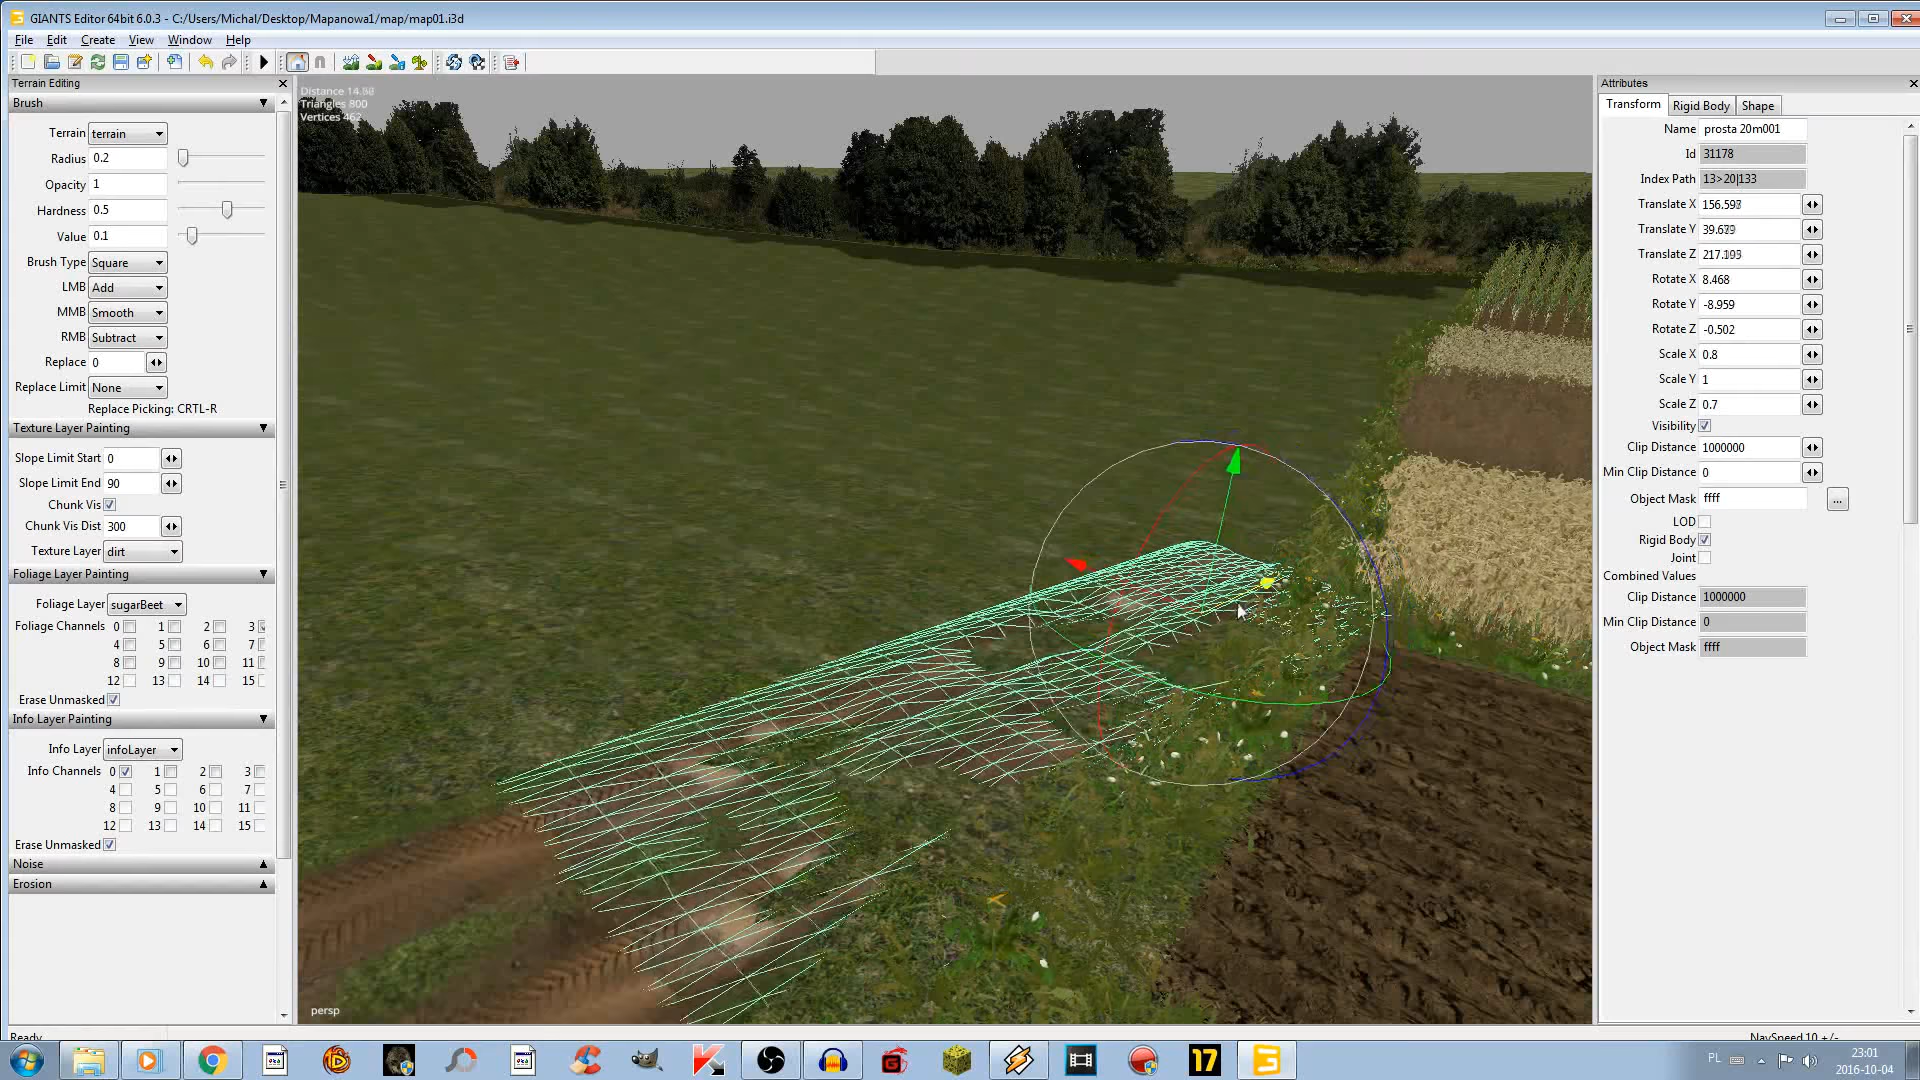 GIANTS Editor 64bit 6.0.3 - C:/Users/Michal/Desktop/Mapanowa1/map/map01.i3d
File Edit Create View Window Help
Terrain Editing
Brush
Terrain terrain
Radius 0.2
Opacity 1
Hardness 0.5
Value 0.1
Brush Type Square
LMB Add
MMB Smooth
RMB Subtract
Replace 0
Replace Limit None
Replace Picking: CRTL-R
Texture Layer Painting
Slope Limit Start 0
Slope Limit End 90
Chunk Vis
Chunk Vis Dist 300
Texture Layer dirt
Foliage Layer Painting
Foliage Layer sugarBeet
Foliage Channels 0 1 2 3
4 5 6 7
8 9 10 11
12 13 14 15
Erase Unmasked
Info Layer Painting
Info Layer infoLayer
Info Channels 0 1 2 3
4 5 6 7
8 9 10 11
12 13 14 15
Erase Unmasked
Noise
Erosion
Distance
Triangles 800
Vertices 462
persp
Attributes
Transform Rigid Body Shape
Name prosta 20m001
Id 31178
Index Path 13>20|133
Translate X
Translate Y
Translate Z
Rotate X 8.468
Rotate Y -8.959
Rotate Z -0.502
Scale X 0.8
Scale Y 1
Scale Z 0.7
Visibility
Clip Distance 1000000
Min Clip Distance 0
Object Mask ffff
...
LOD
Rigid Body
Joint
Combined Values
Clip Distance 1000000
Min Clip Distance 0
Object Mask ffff
Ready
NavSpeed 10 +/-
17
PL
23:01
2016-10-04